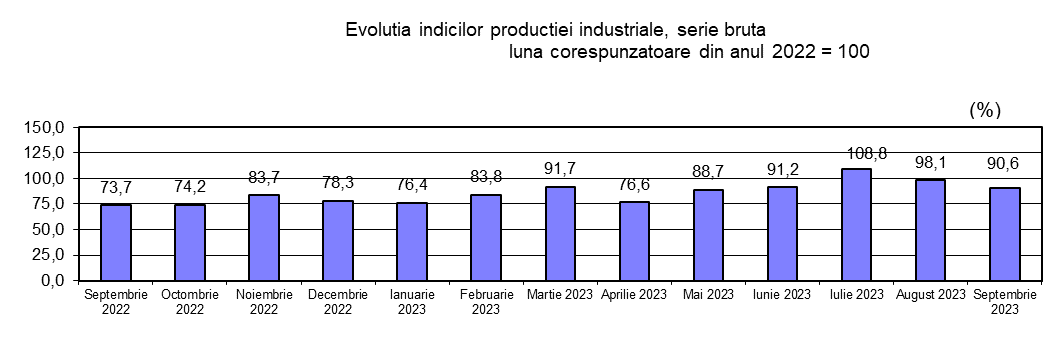 Evolutia indicilor productiei industriale, serie bruta
luna corespunzatoare din anul 2022 = 100
(%)
150,0
125,0
100,0
75,0
50,0
25,0
0,0
73,7 74,2 83,7 78,3 76,4 83,8 91,7 76,6 88,7 91,2 108,8 98,1 90,6
Septembrie 2022
Octombrie 2022
Noiembrie 2022
Decembrie 2022
Ianuarie 2023
Februarie 2023
Martie 2023
Aprilie 2023
Mai 2023
Iunie 2023
Iulie 2023
August 2023
Septembrie 2023